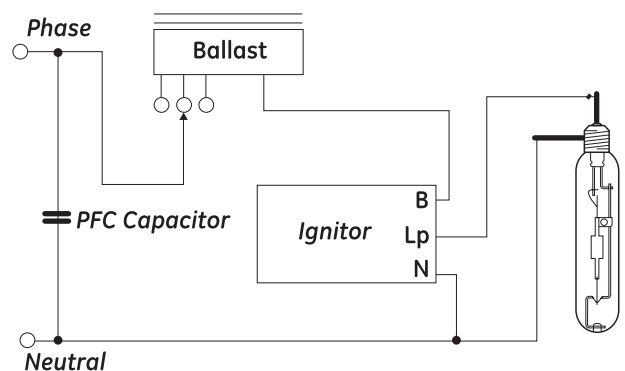 Phase
Ballast
PFC Capacitor
Ignitor
B
Lp
N
Neutral